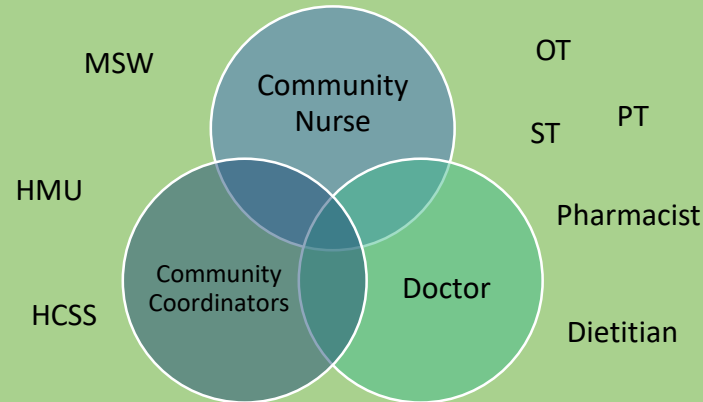 MSW
Community
Nurse
OT
ST
PT
HMU
Pharmacist
Community
Coordinators
Doctor
HCSS
Dietitian